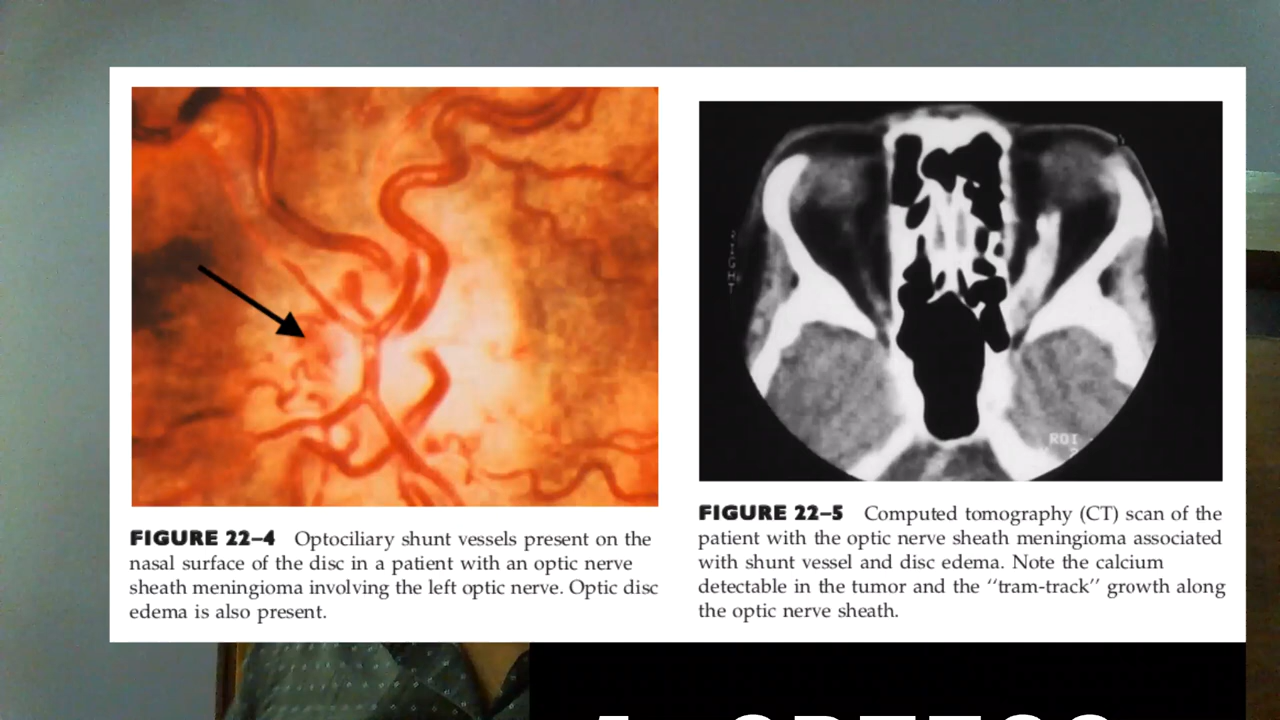 FIGURE 22–4 Optociliary shunt vessels present on the
nasal surface of the disc in a patient with an optic nerve
sheath meningioma involving the left optic nerve. Optic disc
edema is also present.
RIGHT
ROI
FIGURE 22–5 Computed tomography (CT) scan of the
patient with the optic nerve sheath meningioma associated
with shunt vessel and disc edema. Note the calcium
detectable in the tumor and the “tram-track” growth along
the optic nerve sheath.